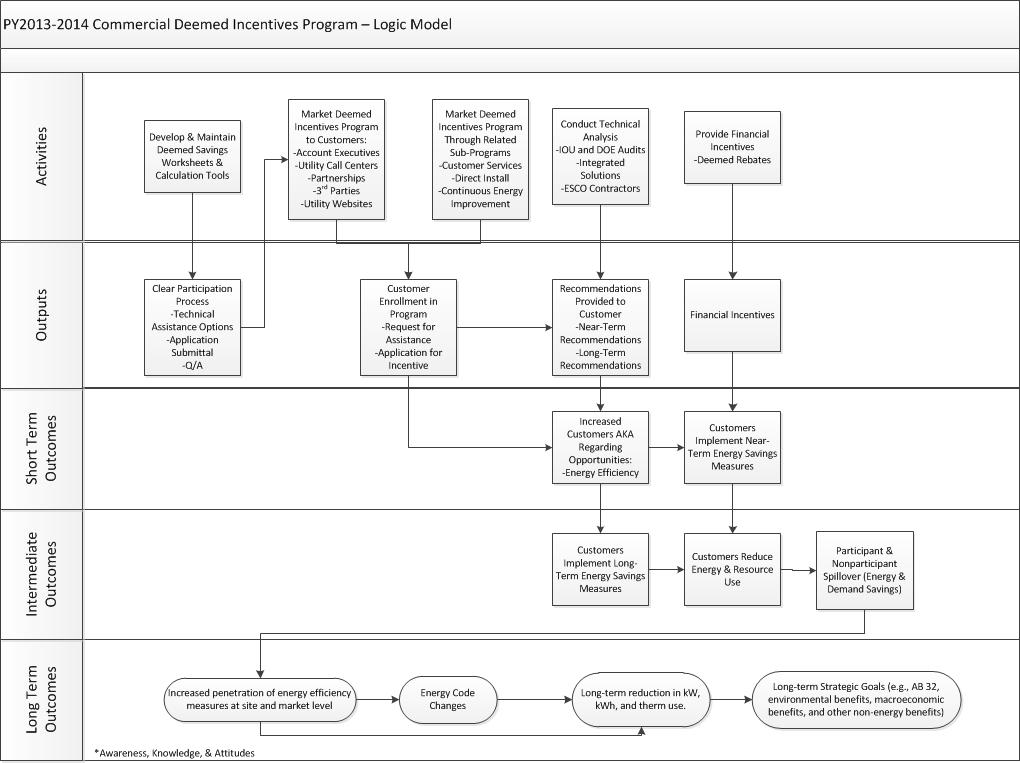 PY2013-2014 Commercial Deemed Incentives Program – Logic Model
Activities
Develop & Maintain
Deemed Savings
Worksheets &
Calculation Tools
Market Deemed
Incentives Program
to Customers:
-Account Executives
-Utility Call Centers
-Partnerships
-3rd Parties
-Utility Websites
Market Deemed
Incentives Program
Through Related
Sub-Programs
-Customer Services
-Direct Install
-Continuous Energy
Improvement
Conduct Technical
Analysis
-IOU and DOE Audits
-Integrated
Solutions
-ESCO Contractors
Provide Financial
Incentives
-Deemed Rebates
Outputs
Clear Participation
Process
-Technical
Assistance Options
-Application
Submittal
-Q/A
Customer
Enrollment in
Program
-Request for
Assistance
-Application for
Incentive
Recommendations
Provided to
Customer
-Near-Term
Recommendations
-Long-Term
Recommendations
Financial Incentives
Short Term
Outcomes
Increased
Customers AKA
Regarding
Opportunities:
-Energy Efficiency
Customers
Implement Near-
Term Energy Savings
Measures
Intermediate
Outcomes
Customers
Implement Long-
Term Energy Savings
Measures
Customers Reduce
Energy & Resource
Use
Participant &
Nonparticipant
Spillover (Energy &
Demand Savings)
Long Term
Outcomes
Increased penetration of energy efficiency
measures at site and market level
Energy Code
Changes
Long-term reduction in kW,
kWh, and therm use.
Long-term Strategic Goals (e.g., AB 32,
environmental benefits, macroeconomic
benefits, and other non-energy benefits)
*Awareness, Knowledge, & Attitudes